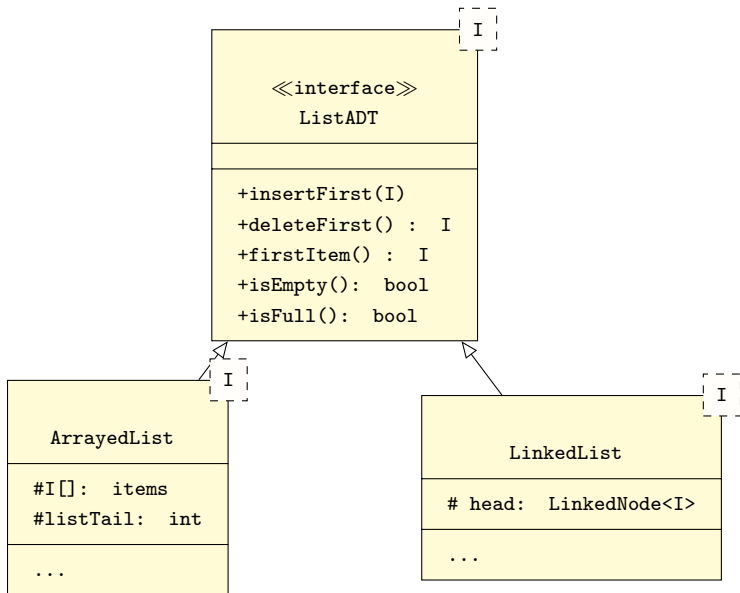 I
≪interface≫
ListADT
+insertFirst(I)
+deleteFirst() : I
+firstItem() : I
+isEmpty(): bool
+isFull(): bool
I
ArrayedList
#I[]: items
#listTail: int
...
I
LinkedList
# head: LinkedNode<I>
...